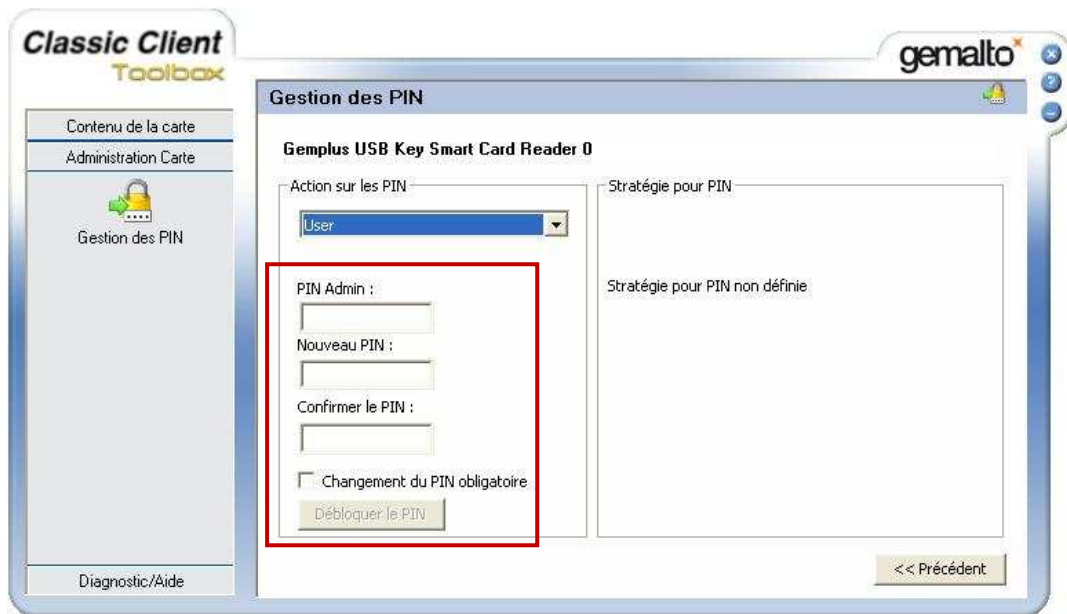 Classic Client
Toolbox
gemalto
Gestion des PIN
Contenu de la carte
Administration Carte
Gestion des PIN
Diagnostic/Aide
Gemplus USB Key Smart Card Reader 0
Action sur les PIN
User
PIN Admin :
Nouveau PIN :
Confirmer le PIN :
Changement du PIN obligatoire
Débloquer le PIN
Stratégie pour PIN
Stratégie pour PIN non définie
<< Précédent